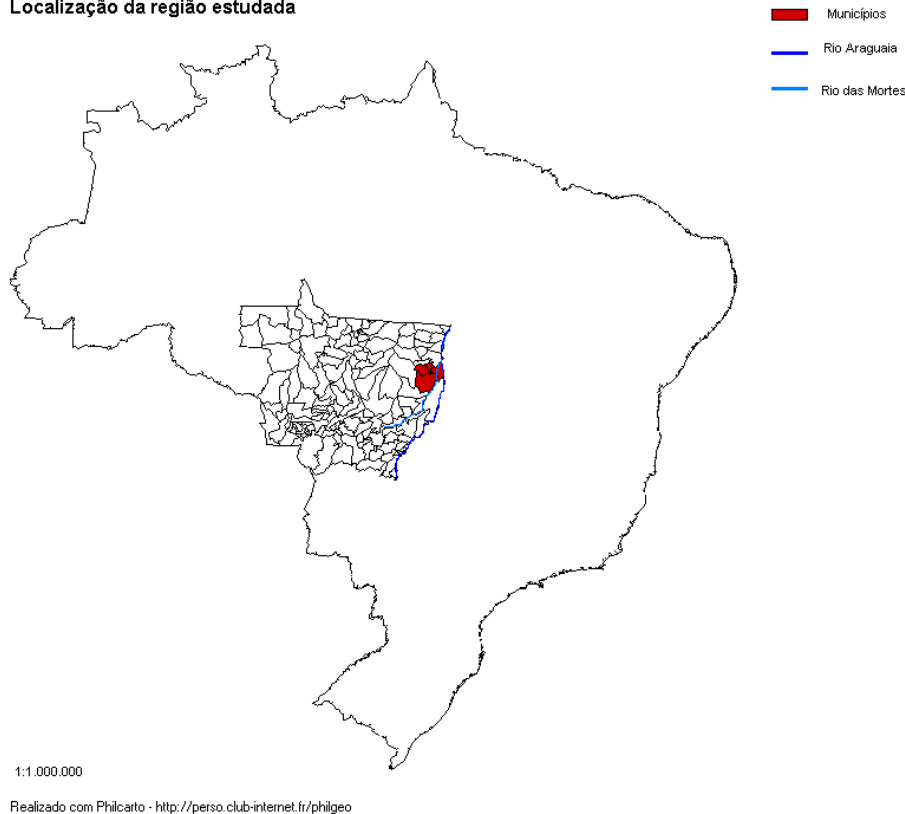 Localização da região estudada
Municípios
Rio Araguaia
Rio das Mortes
1:1.000.000
Realizado com Philcarto - http://perso.club-internet.fr/philgeo